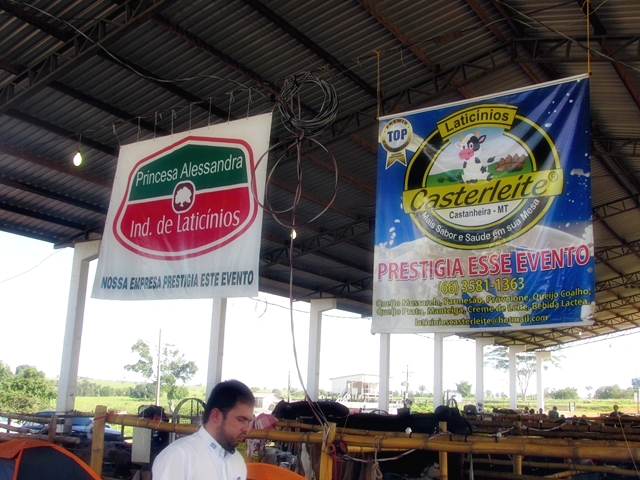 Princesa Alessandra
Ind. de Laticínios
NOSSA EMPRESA PRESTIGIA ESTE EVENTO
TOP
Laticínios
Casterleite®
Castanheira - MT
Mais Sabor e Saúde em sua Mesa
PRESTIGIA ESSE EVENTO
(66) 3581-1363
Queijo Mussarela, Parmesão, Provolone, Queijo Coalho,
Queijo Prato, Manteiga, Creme de Leite, Bebida Lactea.
laticinioscasterleite@hotmail.com